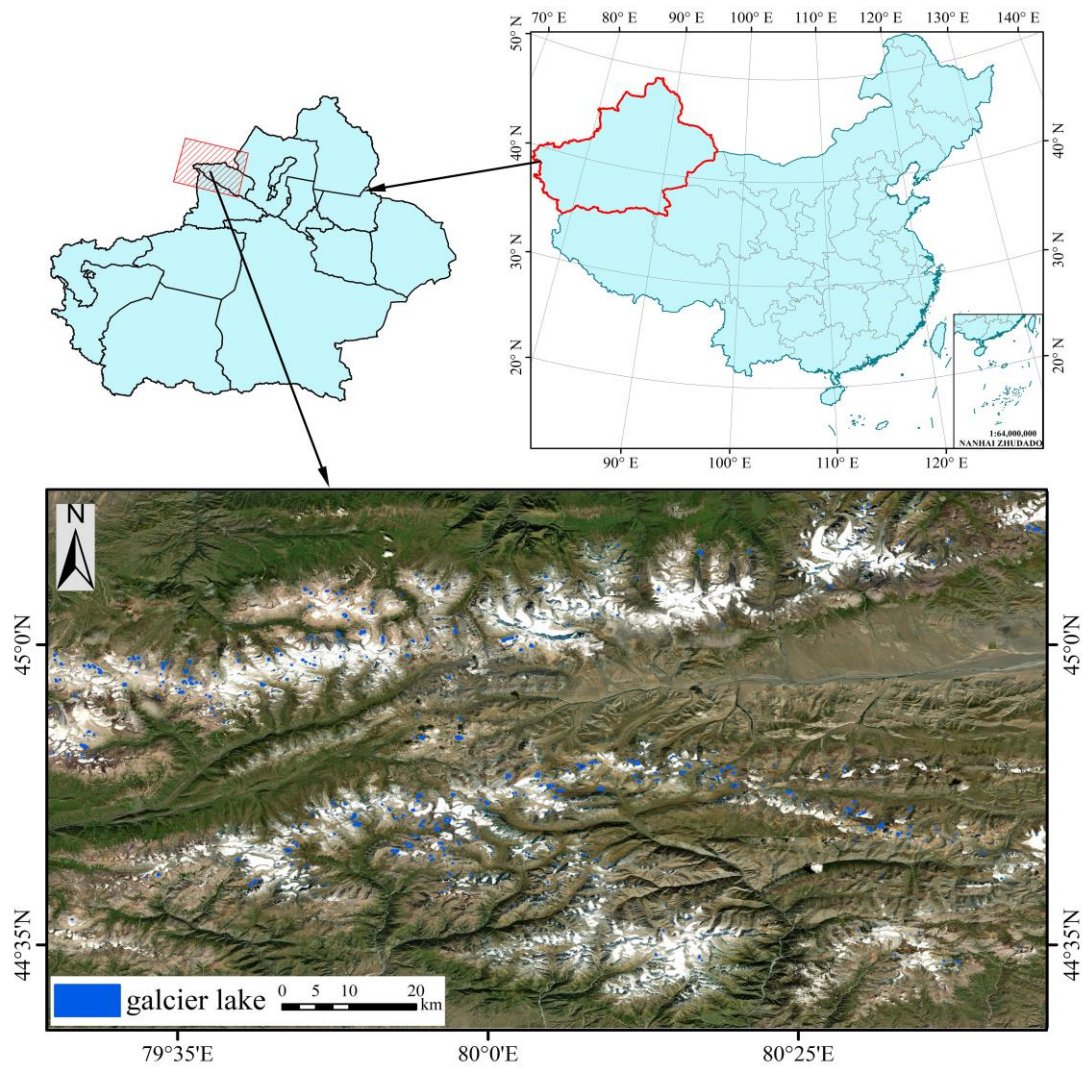 70° E 80° E 90° E 100° E 110° E 120° E 130° E 140° E
50° N
40° N
30° N
20° N
40° N
30° N
20° N
1:64,000,000
NANHAI ZHUDADO
90° E 100° E 110° E 120° E
N
45°0'N
44°35'N
45°0'N
44°35'N
galcier lake
0 5 10 20
km
79°35'E 80°0'E 80°25'E